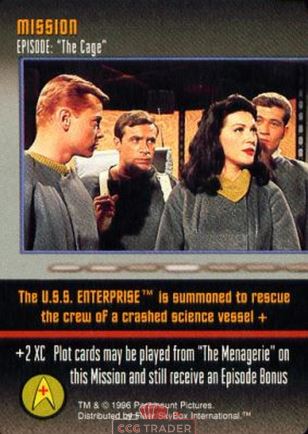 MISSION
EPISODE: "The Cage"
The U.S.S. ENTERPRISE™ is summoned to rescue
the crew of a crashed science vessel +
+2 XC Plot cards may be played from "The Menagerie" on
this Mission and still receive an Episode Bonus
TM & © 1996 Paramount Pictures.
Distributed by Fleer SkyBox International.™
CCG TRADER